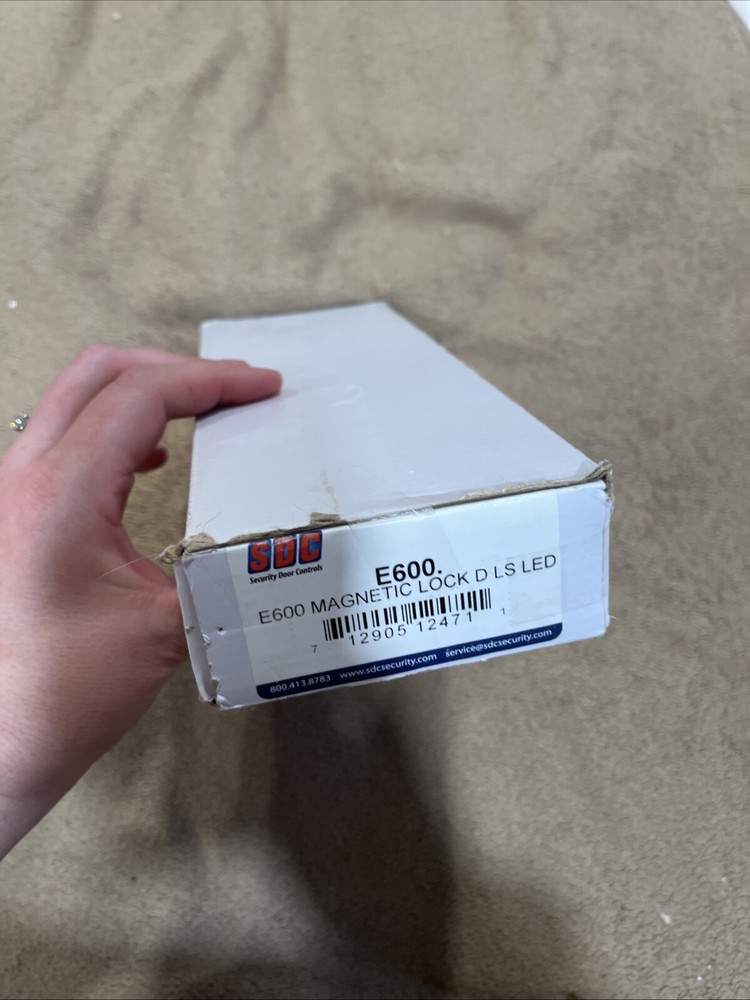 SDC
Security Door Controls
E600.
E600 MAGNETIC LOCK D LS LED
7 12905 12471 1
800.413.8783 www.sdcsecurity.com service@sdcsecurity.com